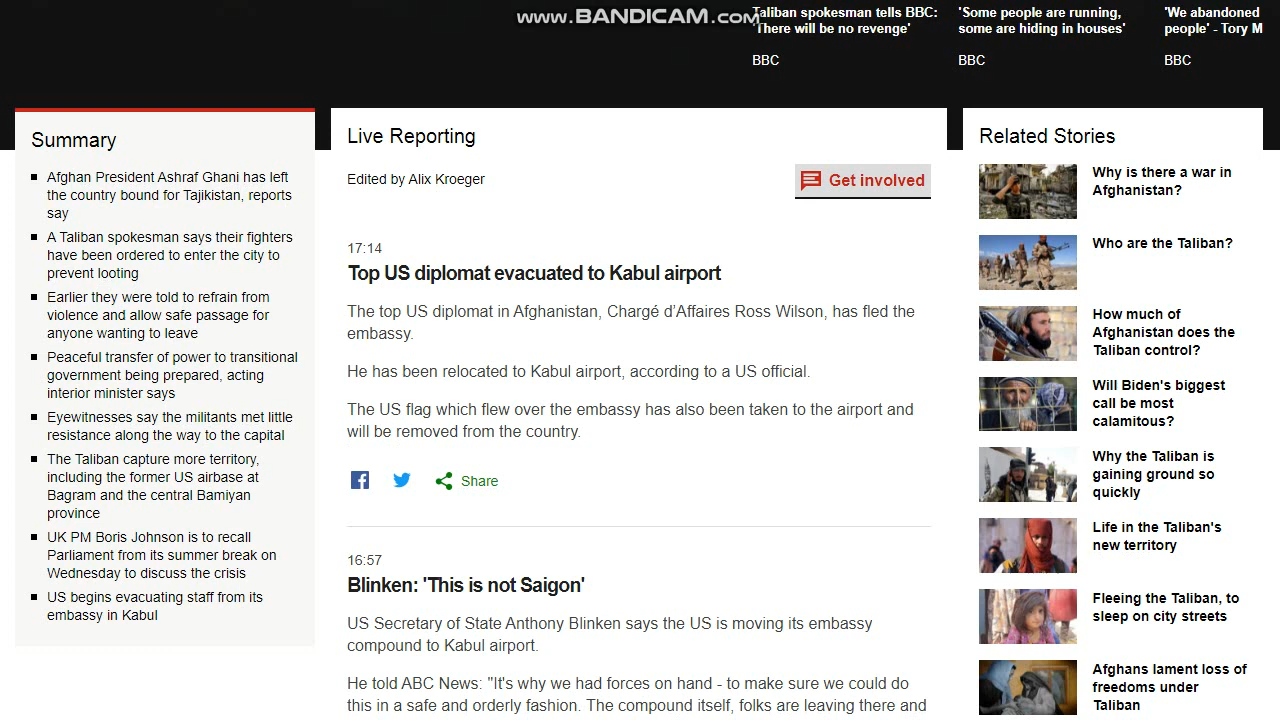 www.BANDICAM.com
Taliban spokesman tells BBC:
'There will be no revenge'
BBC
'Some people are running,
some are hiding in houses'
BBC
'We abandoned
people' - Tory M
BBC
Summary
Afghan President Ashraf Ghani has left
the country bound for Tajikistan, reports
say
A Taliban spokesman says their fighters
have been ordered to enter the city to
prevent looting
Earlier they were told to refrain from
violence and allow safe passage for
anyone wanting to leave
Peaceful transfer of power to transitional
government being prepared, acting
interior minister says
Eyewitnesses say the militants met little
resistance along the way to the capital
The Taliban capture more territory,
including the former US airbase at
Bagram and the central Bamiyan
province
UK PM Boris Johnson is to recall
Parliament from its summer break on
Wednesday to discuss the crisis
US begins evacuating staff from its
embassy in Kabul
Live Reporting
Edited by Alix Kroeger
Get involved
17:14
Top US diplomat evacuated to Kabul airport
The top US diplomat in Afghanistan, Chargé d'Affaires Ross Wilson, has fled the
embassy.
He has been relocated to Kabul airport, according to a US official.
The US flag which flew over the embassy has also been taken to the airport and
will be removed from the country.
Share
16:57
Blinken: 'This is not Saigon'
US Secretary of State Anthony Blinken says the US is moving its embassy
compound to Kabul airport.
He told ABC News: "It's why we had forces on hand - to make sure we could do
this in a safe and orderly fashion. The compound itself, folks are leaving there and
Related Stories
Why is there a war in
Afghanistan?
Who are the Taliban?
How much of
Afghanistan does the
Taliban control?
Will Biden's biggest
call be most
calamitous?
Why the Taliban is
gaining ground so
quickly
Life in the Taliban's
new territory
Fleeing the Taliban, to
sleep on city streets
Afghans lament loss of
freedoms under
Taliban